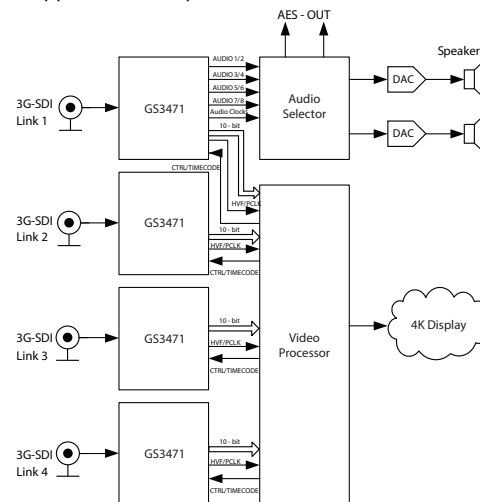 AES - OUT
Speaker
AUDIO 1/2
AUDIO 3/4
AUDIO 5/6
AUDIO 7/8
Audio Clock
10 - bit
GS3471
Audio
Selector
DAC
DAC
3G-SDI
Link 1
CTRL/TIMECODE
HVF/PCLK
3G-SDI
Link 2
GS3471
10 - bit
HVF/PCLK
CTRL/TIMECODE
3G-SDI
Link 3
GS3471
10 - bit
HVF/PCLK
CTRL/TIMECODE
Video
Processor
4K Display
3G-SDI
Link 4
GS3471
10 - bit
HVF/PCLK
CTRL/TIMECODE